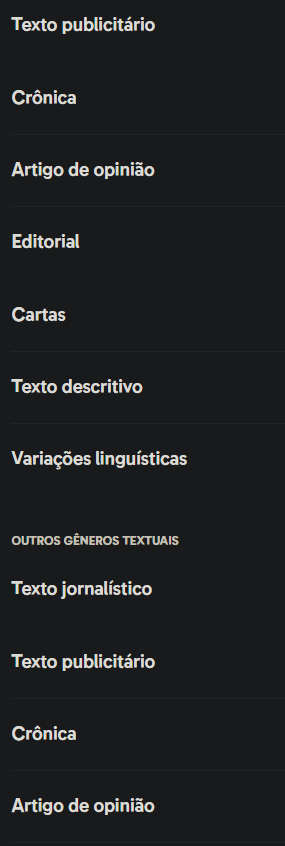 Texto publicitário
Crônica
Artigo de opinião
Editorial
Cartas
Texto descritivo
Variações linguísticas
OUTROS GÊNEROS TEXTUAIS
Texto jornalístico
Texto publicitário
Crônica
Artigo de opinião